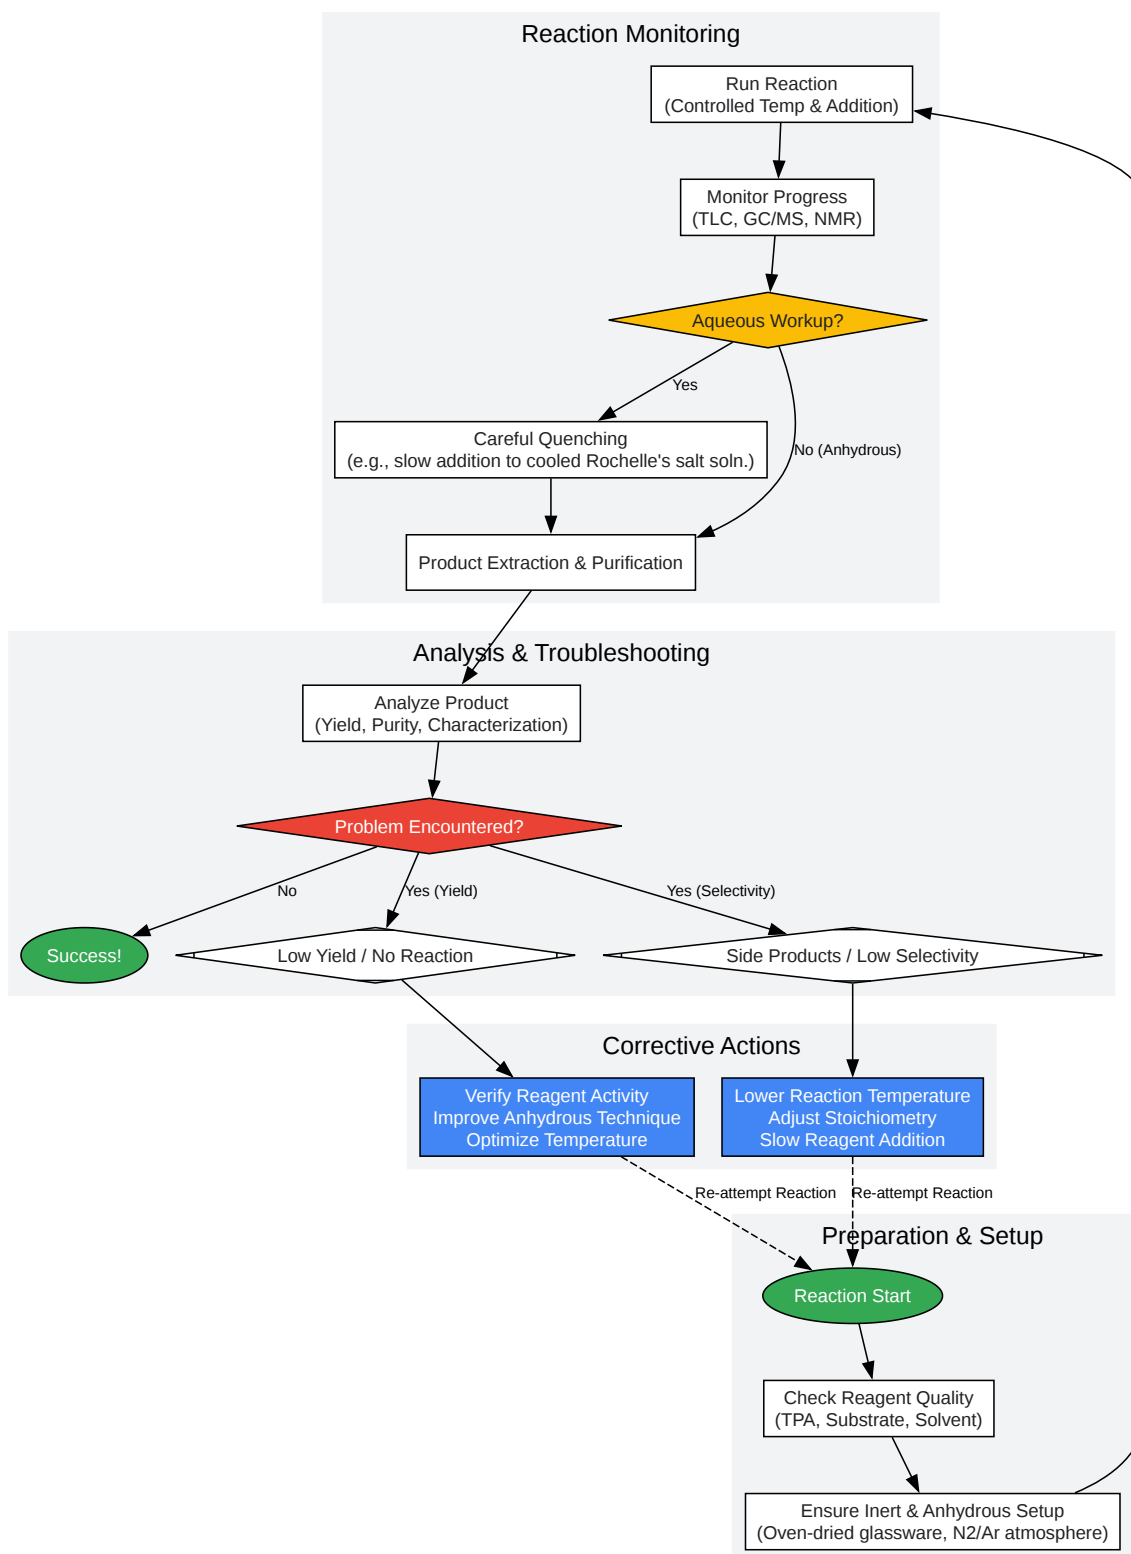 Reaction Monitoring
Run Reaction
(Controlled Temp & Addition)
Monitor Progress
(TLC, GC/MS, NMR)
Aqueous Workup?
Yes
Careful Quenching
(e.g., slow addition to cooled Rochelle's salt soln.)
No (Anhydrous)
Product Extraction & Purification
Analysis & Troubleshooting
Analyze Product
(Yield, Purity, Characterization)
Problem Encountered?
No
Yes (Yield)
Yes (Selectivity)
Success!
Low Yield / No Reaction
Side Products / Low Selectivity
Corrective Actions
Verify Reagent Activity
Improve Anhydrous Technique
Optimize Temperature
Lower Reaction Temperature
Adjust Stoichiometry
Slow Reagent Addition
Re-attempt Reaction
Re-attempt Reaction
Preparation & Setup
Reaction Start
Check Reagent Quality
(TPA, Substrate, Solvent)
Ensure Inert & Anhydrous Setup
(Oven-dried glassware, N2/Ar atmosphere)